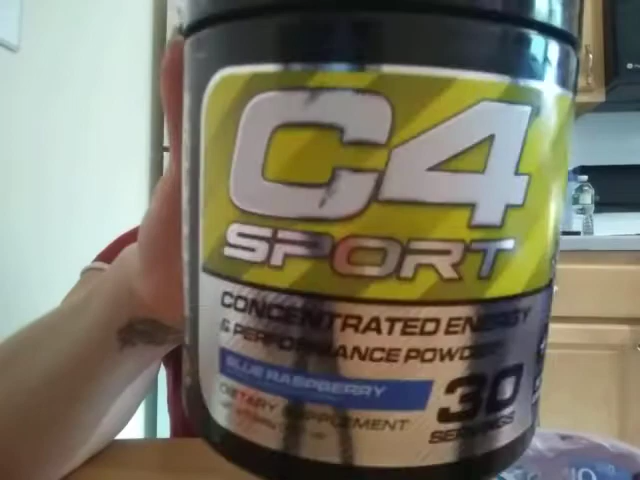 C4
SPORT
CONCENTRATED ENERGY
& PERFORMANCE POWDER
BLUE RASPBERRY
DIETARY SUPPLEMENT
30
SERVINGS